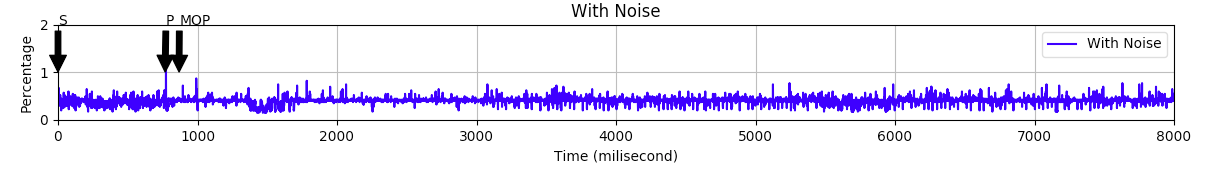 With Noise
S P MOP
With Noise
Percentage
2
1
0
0 1000 2000 3000 4000 5000 6000 7000 8000
Time (milisecond)